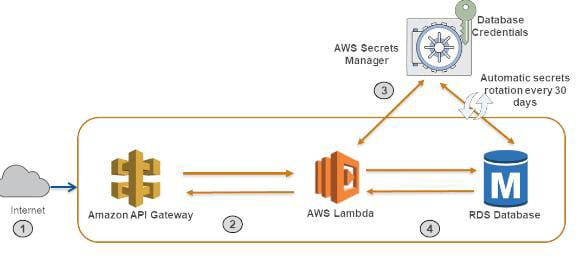 Database
Credentials
AWS Secrets
Manager
Automatic secrets
rotation every 30
days
3
Internet
1
Amazon API Gateway
2
AWS Lambda
4
M
RDS Database